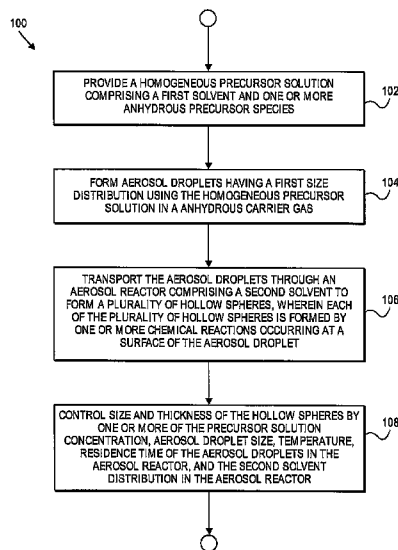 100
PROVIDE A HOMOGENEOUS PRECURSOR SOLUTION
COMPRISING A FIRST SOLVENT AND ONE OR MORE
ANHYDROUS PRECURSOR SPECIES
102
FORM AEROSOL DROPLETS HAVING A FIRST SIZE
DISTRIBUTION USING THE HOMOGENEOUS PRECURSOR
SOLUTION IN A ANHYDROUS CARRIER GAS
104
TRANSPORT THE AEROSOL DROPLETS THROUGH AN
AEROSOL REACTOR COMPRISING A SECOND SOLVENT TO
FORM A PLURALITY OF HOLLOW SPHERES, WHEREIN EACH
OF THE PLURALITY OF HOLLOW SPHERES IS FORMED BY
ONE OR MORE CHEMICAL REACTIONS OCCURRING AT A
SURFACE OF THE AEROSOL DROPLET
106
CONTROL SIZE AND THICKNESS OF THE HOLLOW SPHERES BY
ONE OR MORE OF THE PRECURSOR SOLUTION
CONCENTRATION, AEROSOL DROPLET SIZE, TEMPERATURE,
RESIDENCE TIME OF THE AEROSOL DROPLETS IN THE
AEROSOL REACTOR, AND THE SECOND SOLVENT
DISTRIBUTION IN THE AEROSOL REACTOR
108